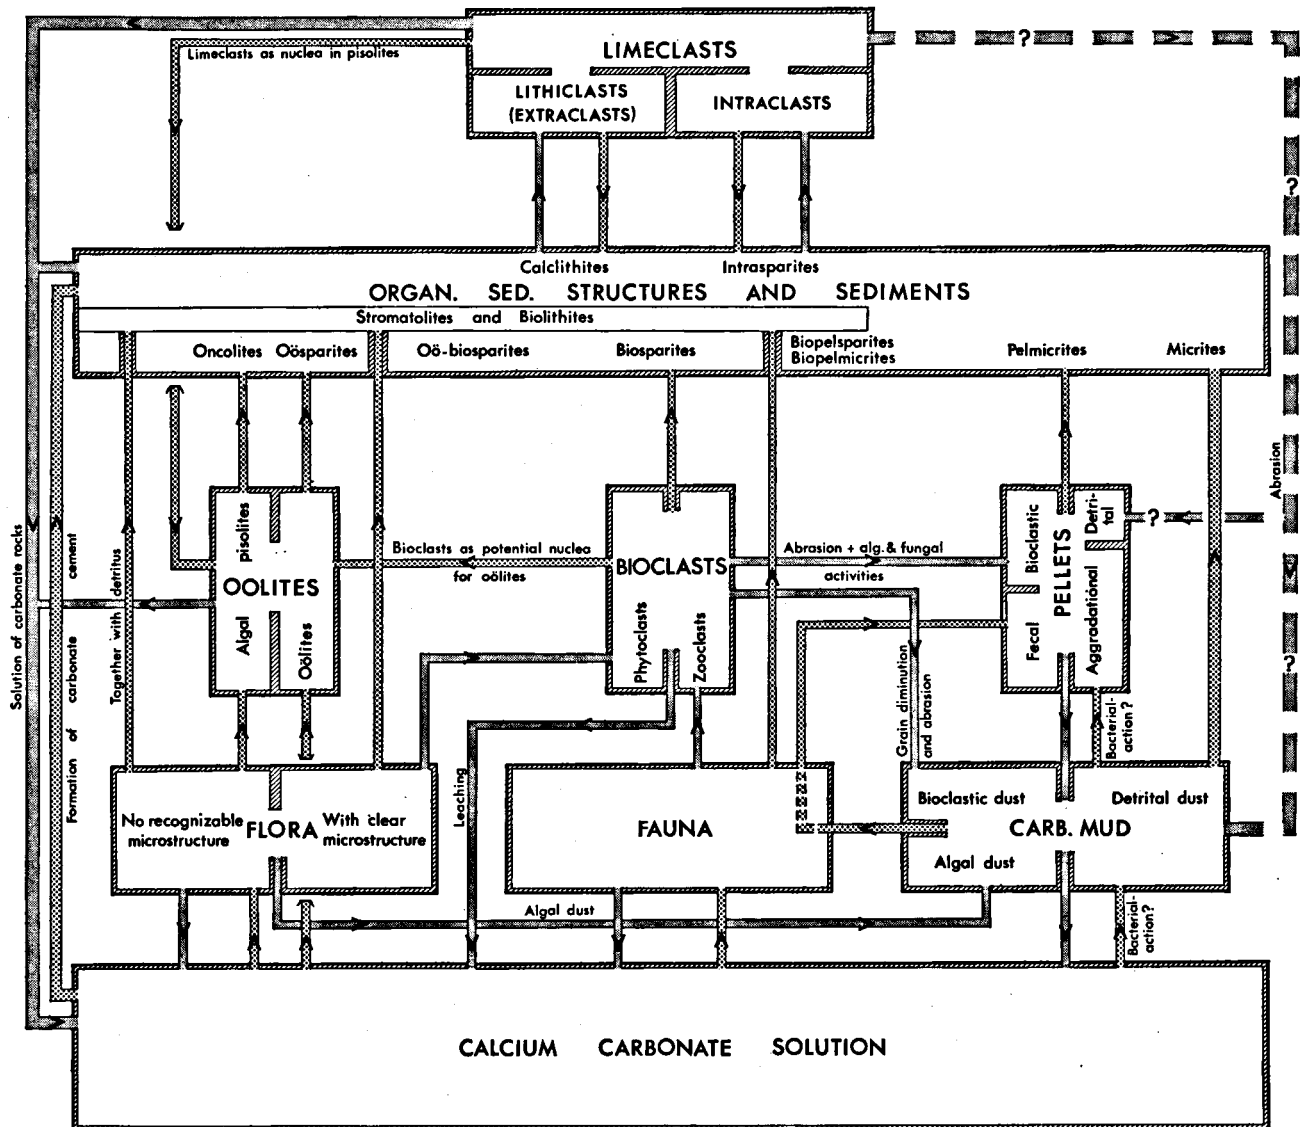 LIMECLASTS
?
Limeclasts as nuclea in pisolites
LITHICLASTS
(EXTRACLASTS)
INTRACLASTS
?
Calclithites
Intrasparites
ORGAN. SED. STRUCTURES AND SEDIMENTS
Stromatolites and Biolithites
Oncolites
Oösparites
Oö-biosparites
Biosparites
Biopelsparites
Biopelmicrites
Pelmicrites
Micrites
Solution of carbonate rocks
Formation of carbonate cement
Together with detritus
Algal pisolites
OÖLITES
Oölites
Bioclasts as potential nuclea
for oölites
BIOCLASTS
Phytoclasts
Zooclasts
Abrasion + alg. & fungal
activities
Bioclastic
Detri-
tal
PELLETS
Fecal
Aggradational
?
Abrasion
?
Grain diminution
and abrasion
Bacterial-
action?
Leaching
No recognizable
microstructure
FLORA
With clear
microstructure
FAUNA
Bioclastic dust
Detrital dust
CARB. MUD
Algal dust
Algal dust
Bacterial-
action?
CALCIUM CARBONATE SOLUTION